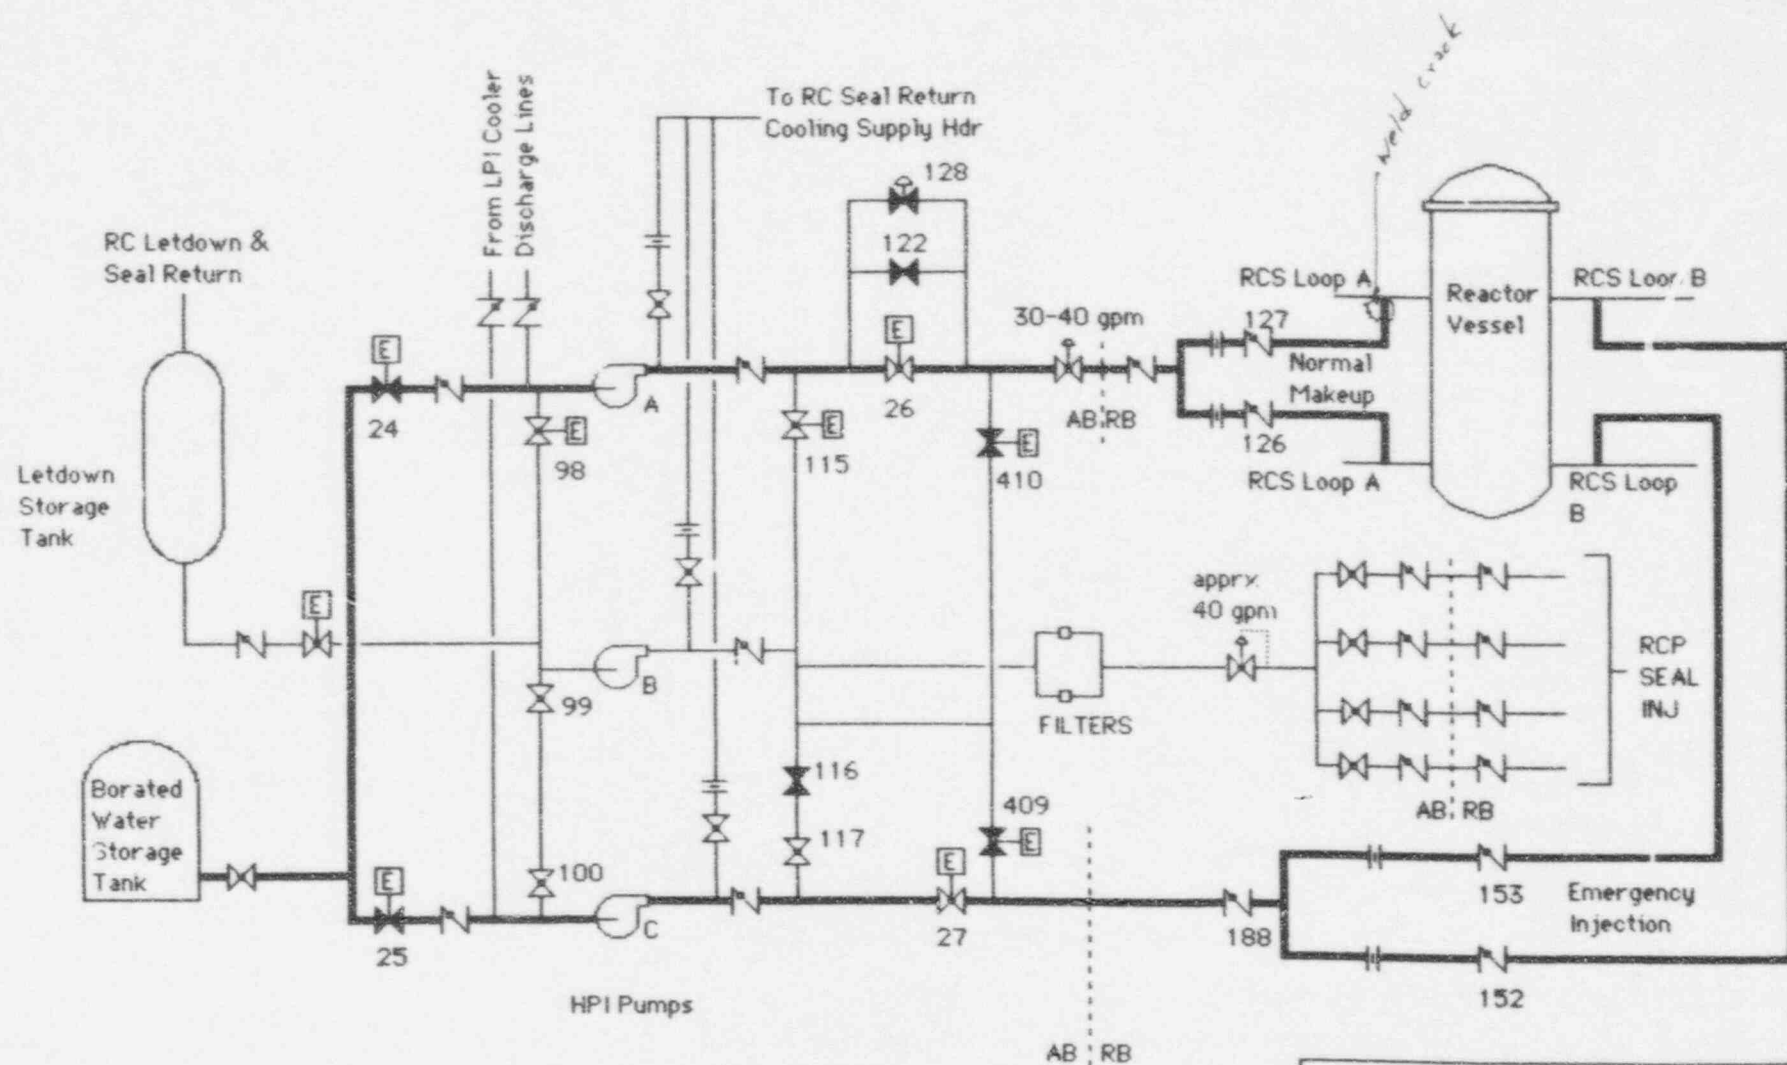 Weld Crack
From LPI Cooler
Discharge Lines
To RC Seal Return
Cooling Supply Hdr
128
122
RC Letdown &
Seal Return
E
24
98
E
A
115
E
E
26
410
E
30-40 gpm
AB RB
127
Normal
Makeup
126
RCS Loop A
RCS Loop A
Reactor
Vessel
RCS Loop B
RCS Loop
B
Letdown
Storage
Tank
E
B
99
FILTERS
apprx
40 gpm
RCP
SEAL
INJ
AB RB
Borated
Water
Storage
Tank
116
117
409
E
E
100
C
E
25
27
188
153
Emergency
Injection
152
HPI Pumps
AB RB